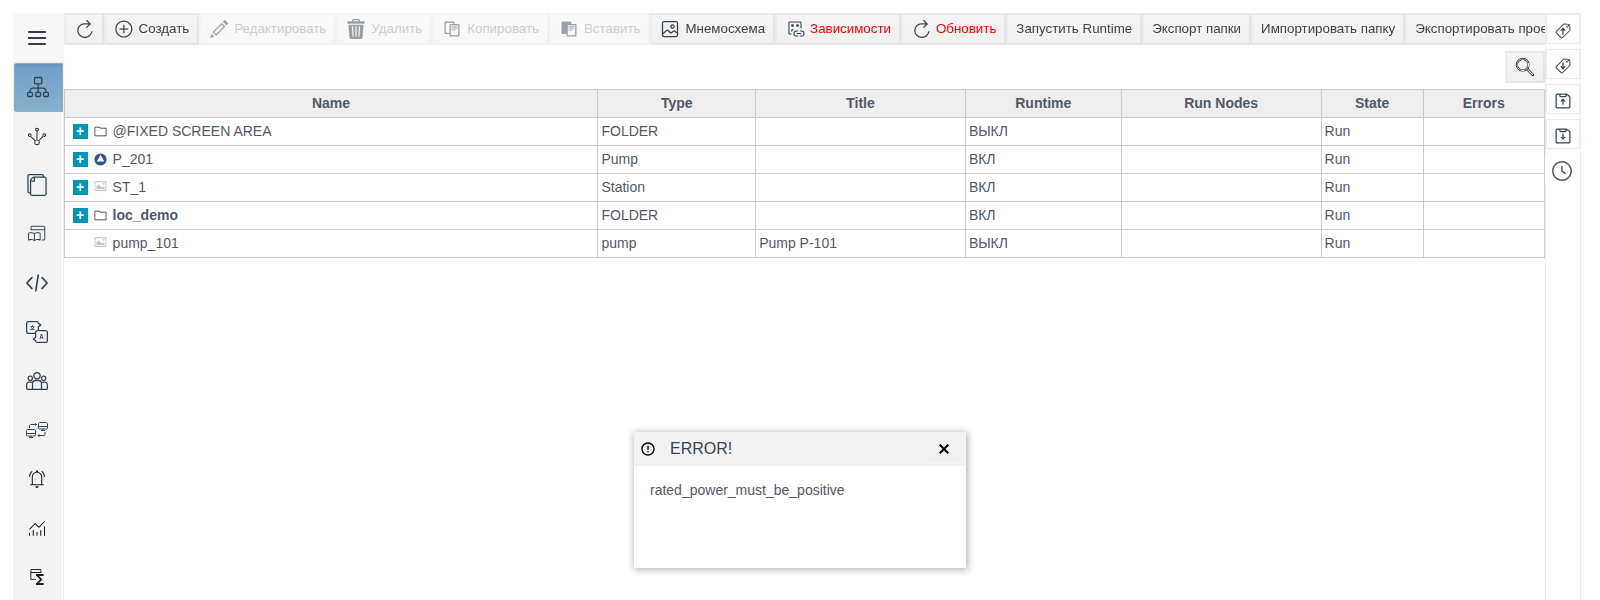 Создать Редактировать Удалить Копировать Вставить Мнемосхема Зависимости Обновить Запустить Runtime Экспорт папки Импортировать папку Экспортировать прое
Name Type Title Runtime Run Nodes State Errors
@FIXED SCREEN AREA FOLDER ВЫКЛ Run
P_201 Pump ВКЛ Run
ST_1 Station ВКЛ Run
loc_demo FOLDER ВКЛ Run
pump_101 pump Pump P-101 ВЫКЛ Run
ERROR!
rated_power_must_be_positive